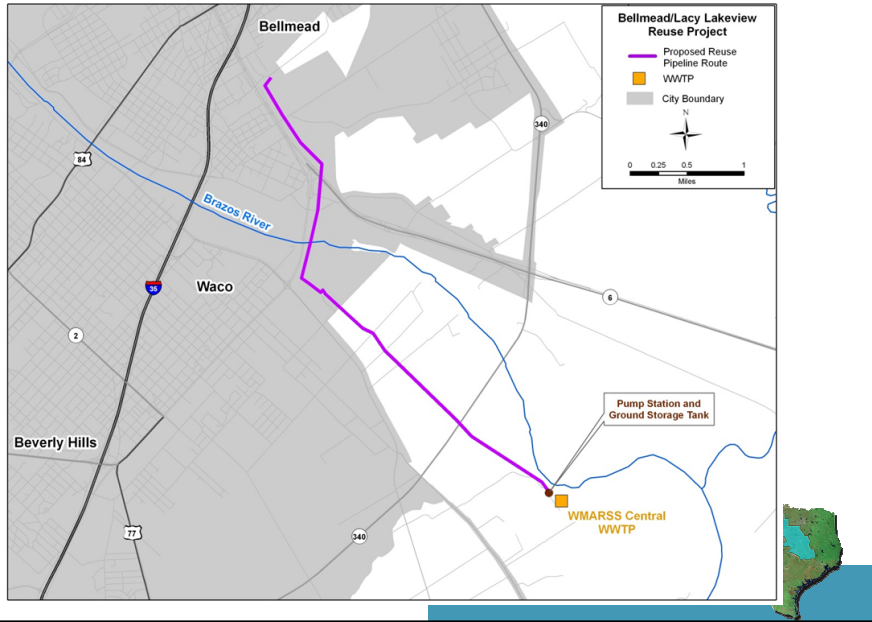 Bellmead
Bellmead/Lacy Lakeview
Reuse Project
Proposed Reuse
Pipeline Route
WWTP
City Boundary
N
0 0.25 0.5 1
Miles
340
84
Brazos River
35
Waco
6
2
Pump Station and
Ground Storage Tank
Beverly Hills
WMARSS Central
WWTP
77
340